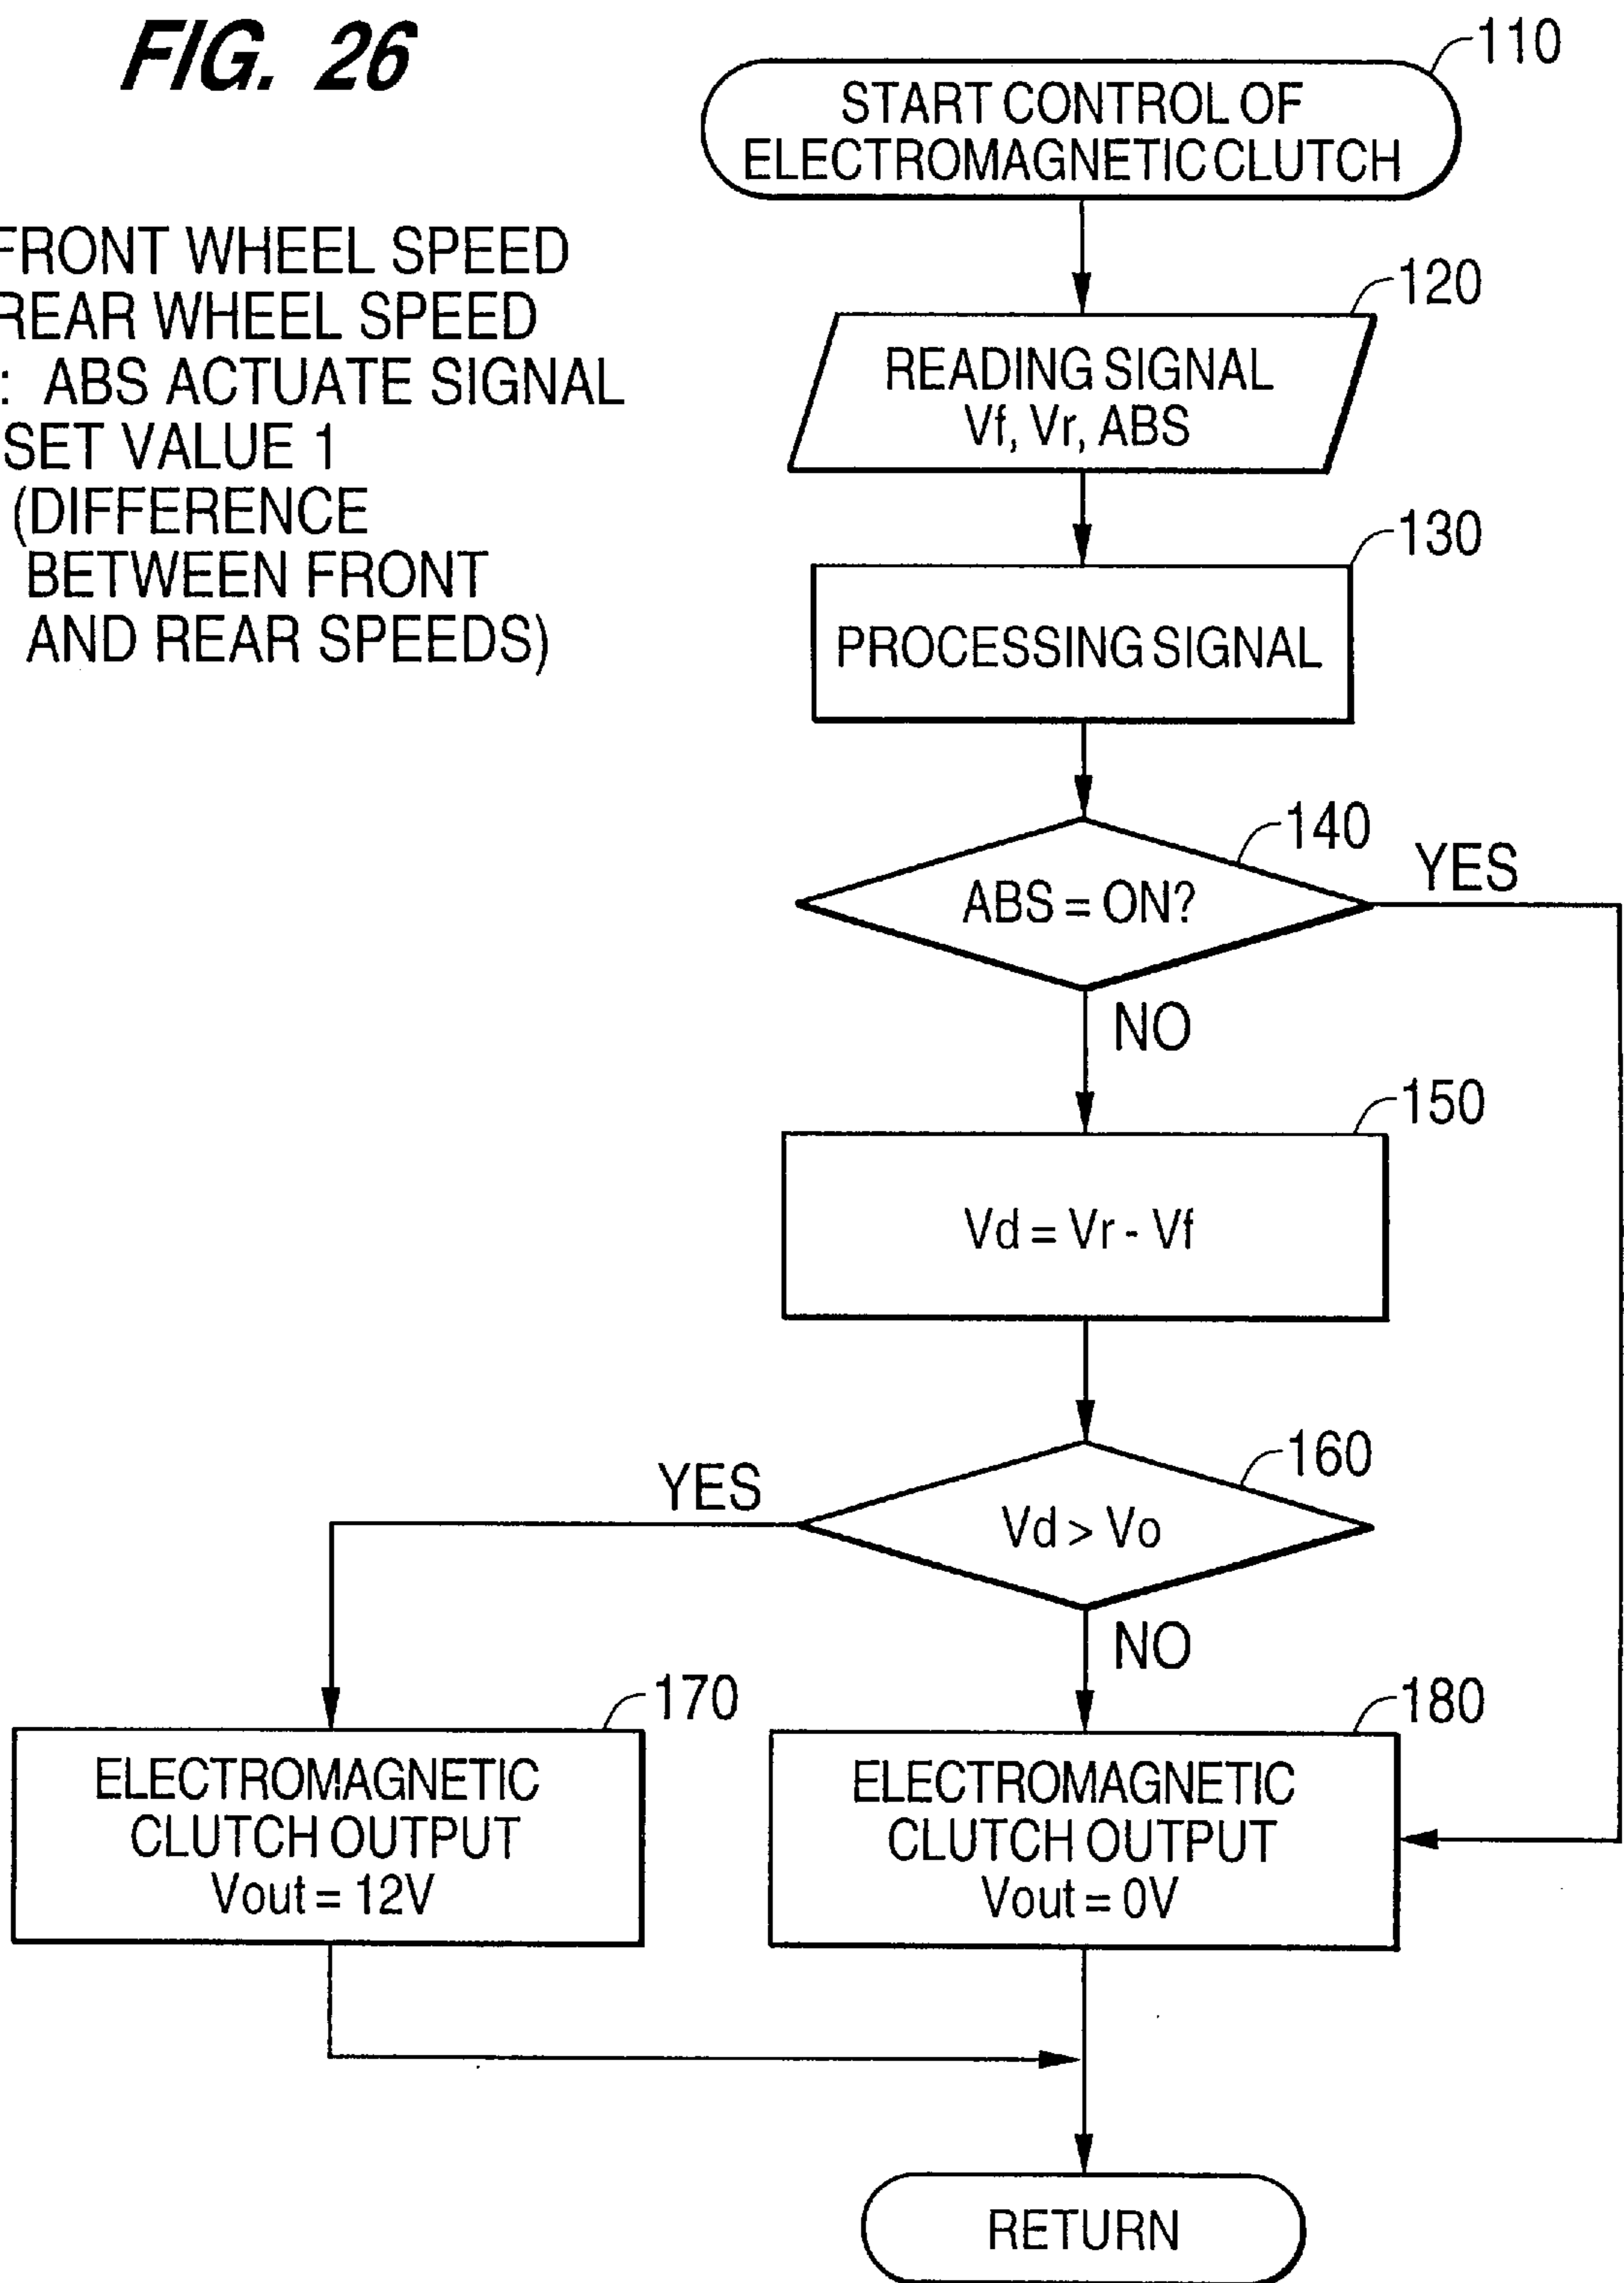 FIG. 26
FRONT WHEEL SPEED
REAR WHEEL SPEED
: ABS ACTUATE SIGNAL
SET VALUE 1
(DIFFERENCE
BETWEEN FRONT
AND REAR SPEEDS)
110
START CONTROL OF
ELECTROMAGNETIC CLUTCH
120
READING SIGNAL
Vf, Vr, ABS
130
PROCESSING SIGNAL
140
ABS = ON?
YES
NO
150
Vd = Vr - Vf
160
Vd > Vo
YES
NO
170
ELECTROMAGNETIC
CLUTCH OUTPUT
Vout = 12V
180
ELECTROMAGNETIC
CLUTCH OUTPUT
Vout = 0V
RETURN